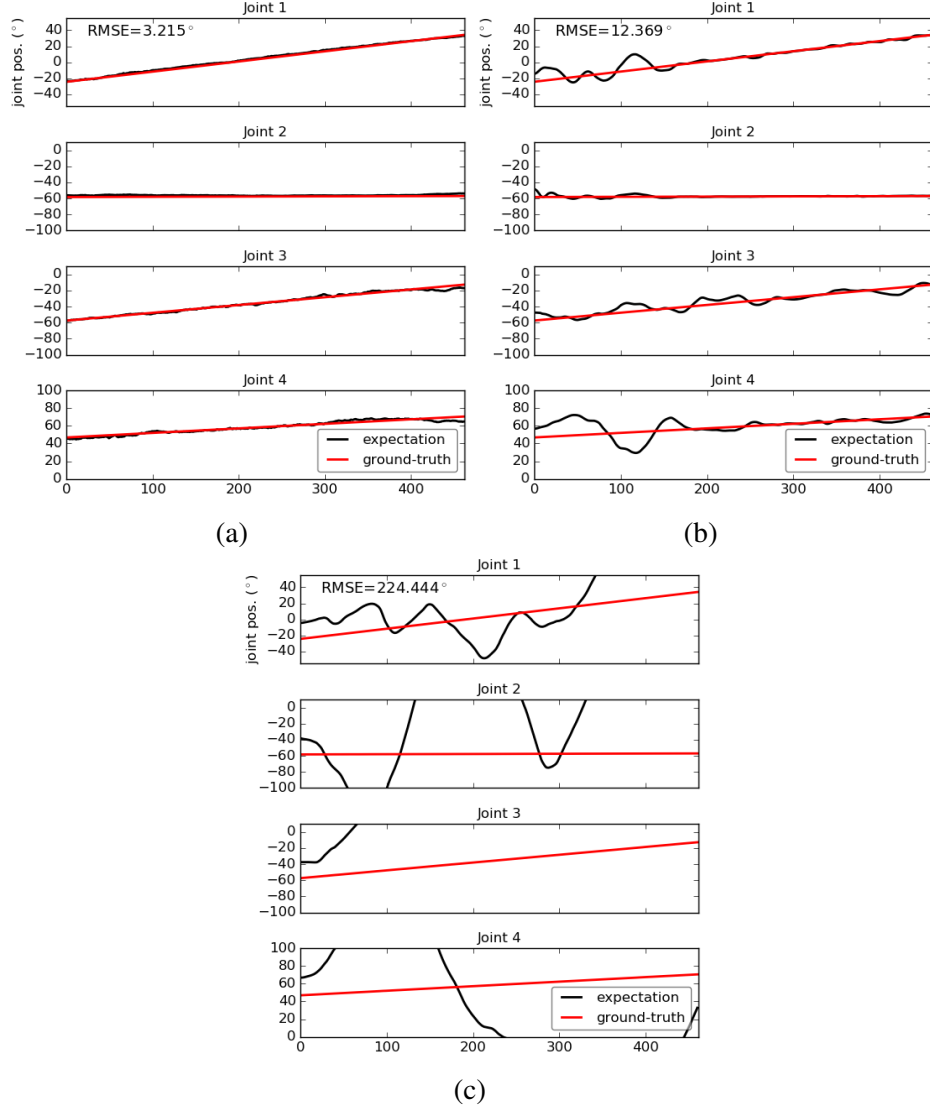 Joint 1
RMSE=3.215°
joint pos. (°)
40
20
0
−20
−40
Joint 2
0
−20
−40
−60
−80
−100
Joint 3
0
−20
−40
−60
−80
−100
Joint 4
100
80
60
40
20
0
expectation
ground-truth
0 100 200 300 400
(a)
Joint 1
RMSE=12.369°
joint pos. (°)
40
20
0
−20
−40
Joint 2
0
−20
−40
−60
−80
−100
Joint 3
0
−20
−40
−60
−80
−100
Joint 4
100
80
60
40
20
0
expectation
ground-truth
0 100 200 300 400
(b)
Joint 1
RMSE=224.444°
joint pos. (°)
40
20
0
−20
−40
Joint 2
0
−20
−40
−60
−80
−100
Joint 3
0
−20
−40
−60
−80
−100
Joint 4
100
80
60
40
20
0
expectation
ground-truth
0 100 200 300 400
(c)